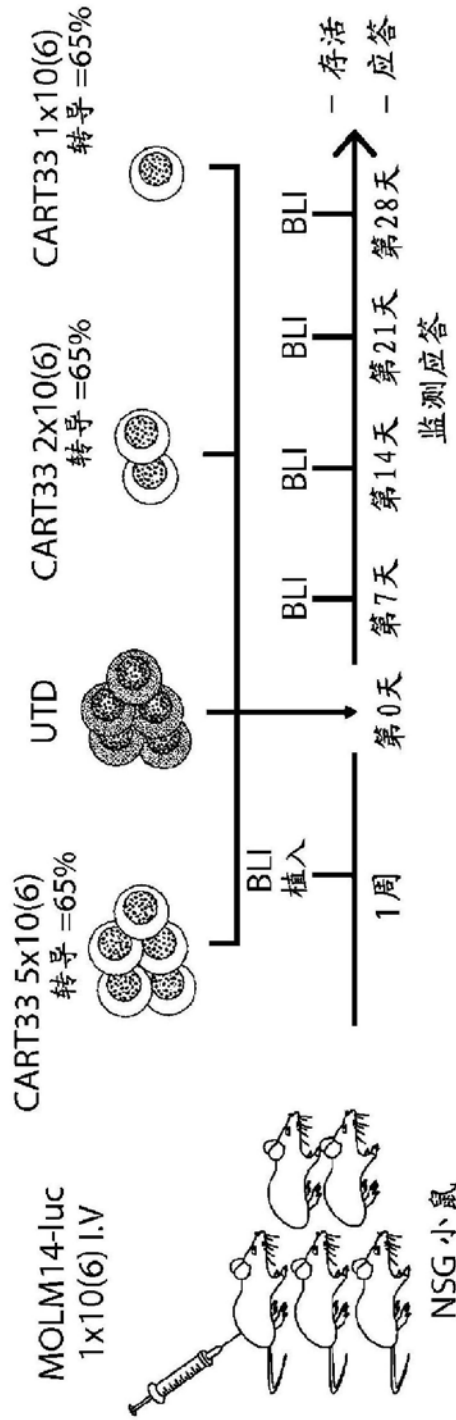 MOLM14-luc
1x10(6) I.V
NSG 小鼠
CART33 5x10(6)
转导=65%
UTD
CART33 2x10(6)
转导=65%
CART33 1x10(6)
转导=65%
BLI
植入
1周
第0天
BLI
第7天
BLI
第14天
BLI
第21天
BLI
第28天
监测应答
- 存活
- 应答